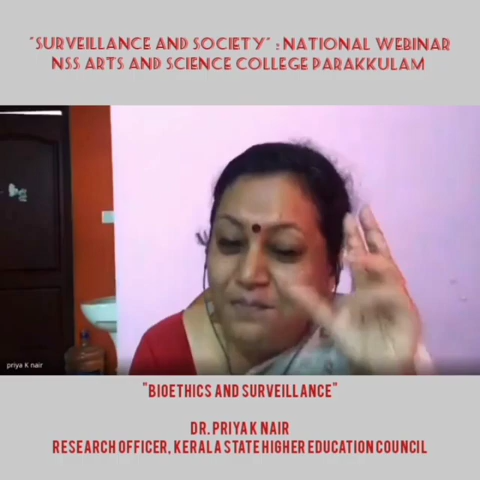 "SURVEILLANCE AND SOCIETY" : NATIONAL WEBINAR
NSS ARTS AND SCIENCE COLLEGE PARAKKULAM
priya K nair
"BIOETHICS AND SURVEILLANCE"
DR. PRIYA K NAIR
RESEARCH OFFICER, KERALA STATE HIGHER EDUCATION COUNCIL